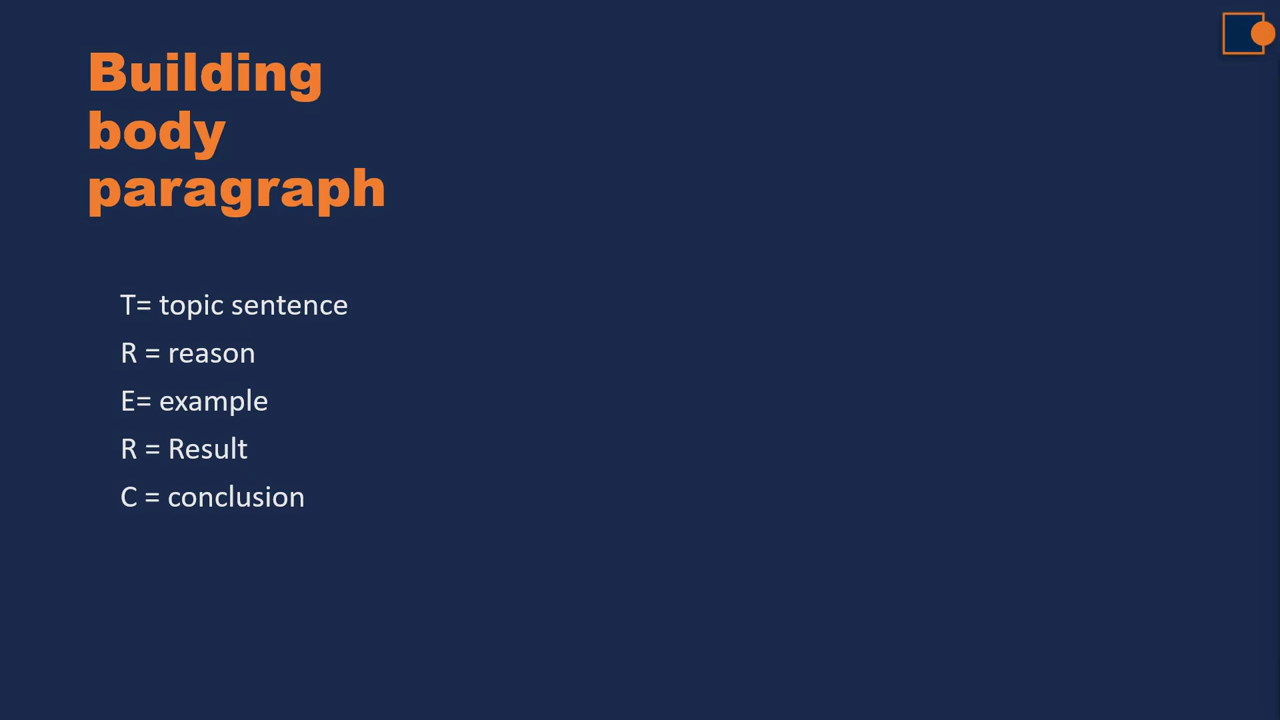 Building
body
paragraph
T= topic sentence
R = reason
E= example
R = Result
C = conclusion